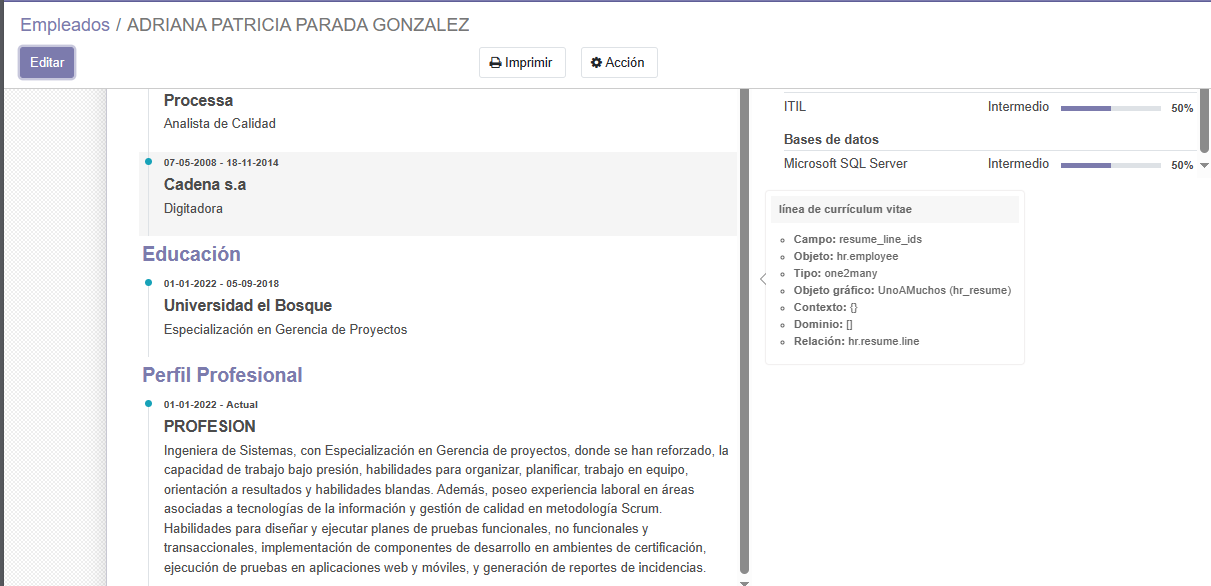 Empleados / ADRIANA PATRICIA PARADA GONZALEZ
Editar
Imprimir
Acción
Processa
Analista de Calidad
07-05-2008 - 18-11-2014
Cadena s.a
Digitadora
Educación
01-01-2022 - 05-09-2018
Universidad el Bosque
Especialización en Gerencia de Proyectos
Perfil Profesional
01-01-2022 - Actual
PROFESION
Ingeniera de Sistemas, con Especialización en Gerencia de proyectos, donde se han reforzado, la
capacidad de trabajo bajo presión, habilidades para organizar, planificar, trabajo en equipo,
orientación a resultados y habilidades blandas. Además, poseo experiencia laboral en áreas
asociadas a tecnologías de la información y gestión de calidad en metodología Scrum.
Habilidades para diseñar y ejecutar planes de pruebas funcionales, no funcionales y
transaccionales, implementación de componentes de desarrollo en ambientes de certificación,
ejecución de pruebas en aplicaciones web y móviles, y generación de reportes de incidencias.
ITIL Intermedio 50%
Bases de datos
Microsoft SQL Server Intermedio 50%
línea de currículum vitae
Campo: resume_line_ids
Objeto: hr.employee
Tipo: one2many
Objeto gráfico: UnoAMuchos (hr_resume)
Contexto: {}
Dominio: []
Relación: hr.resume.line